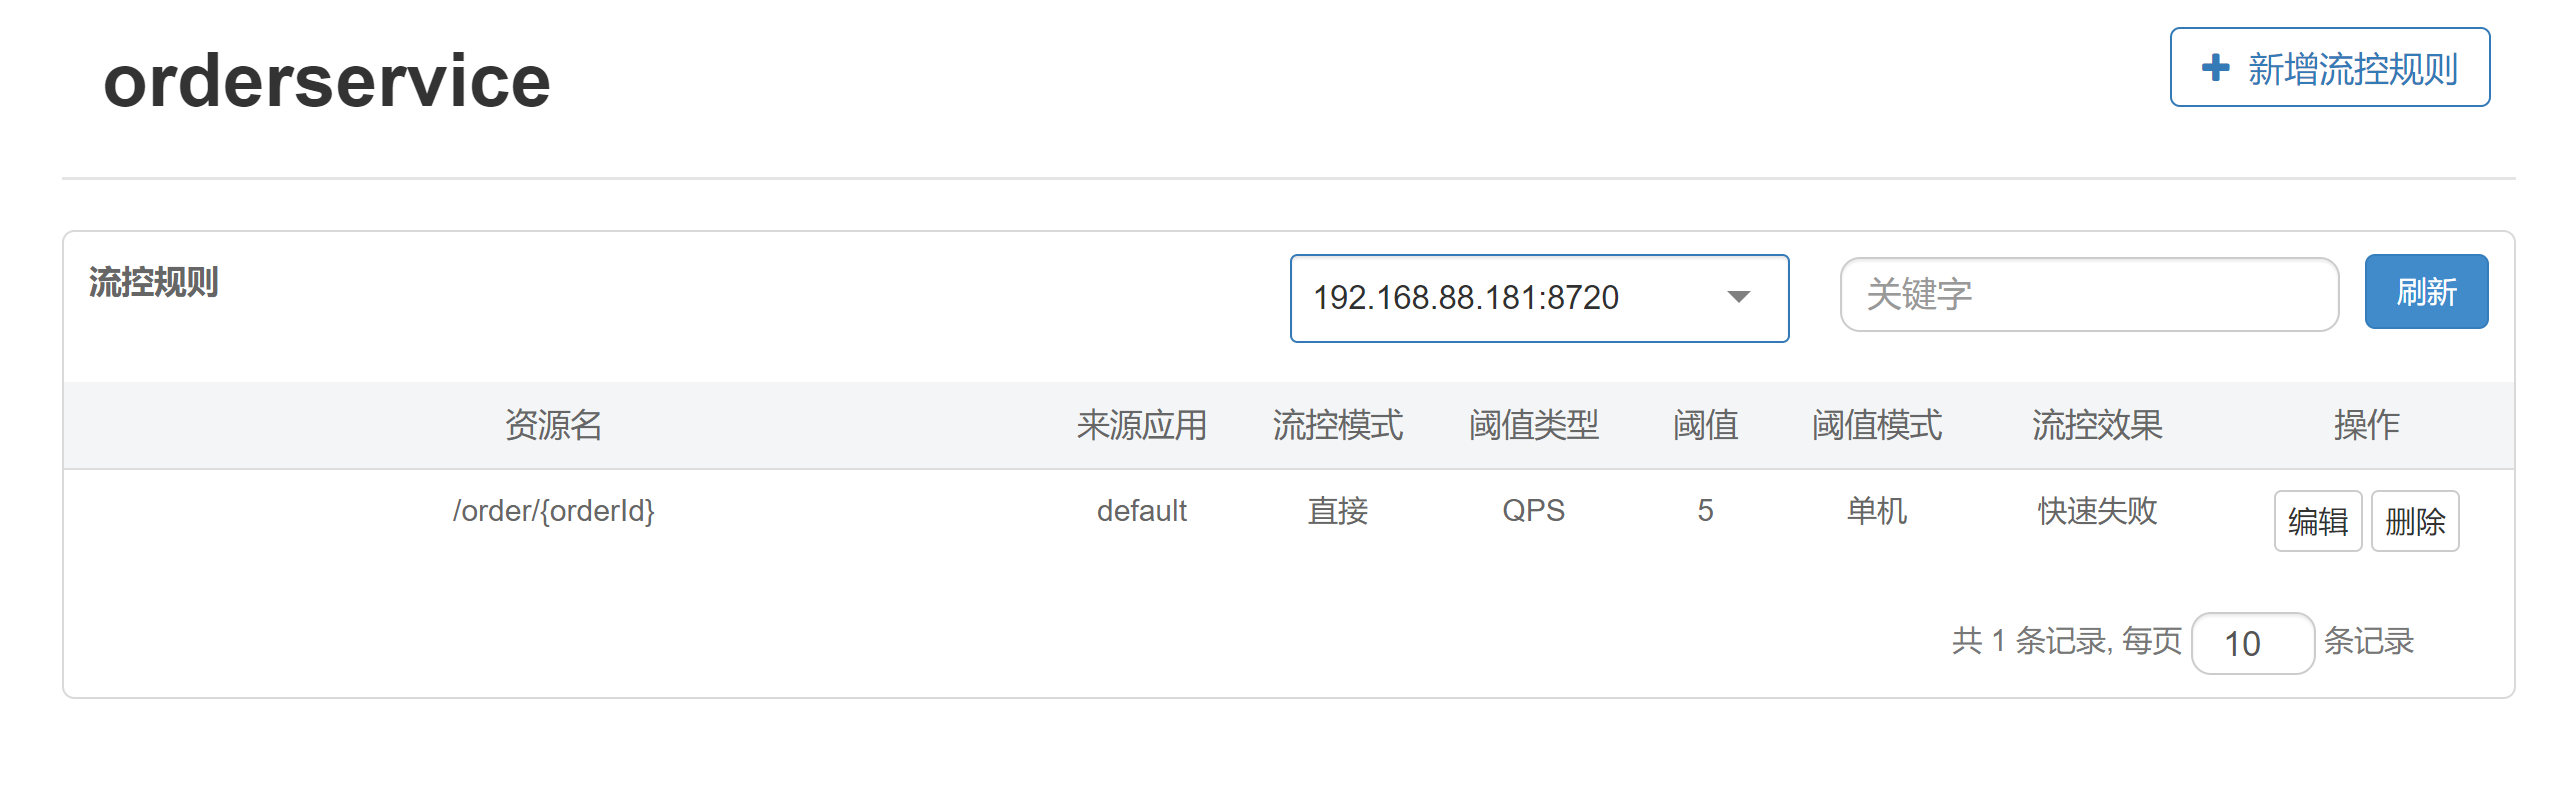 orderservice
新增流控规则
流控规则
192.168.88.181:8720
关键字
刷新
资源名 来源应用 流控模式 阈值类型 阈值 阈值模式 流控效果 操作
/order/{orderId} default 直接 QPS 5 单机 快速失败 编辑 删除
共 1 条记录, 每页 10 条记录